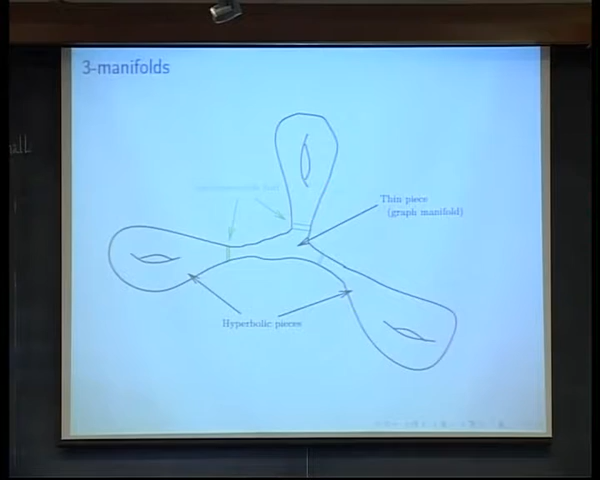 3-manifolds
Thin piece
(graph manifold)
Hyperbolic pieces